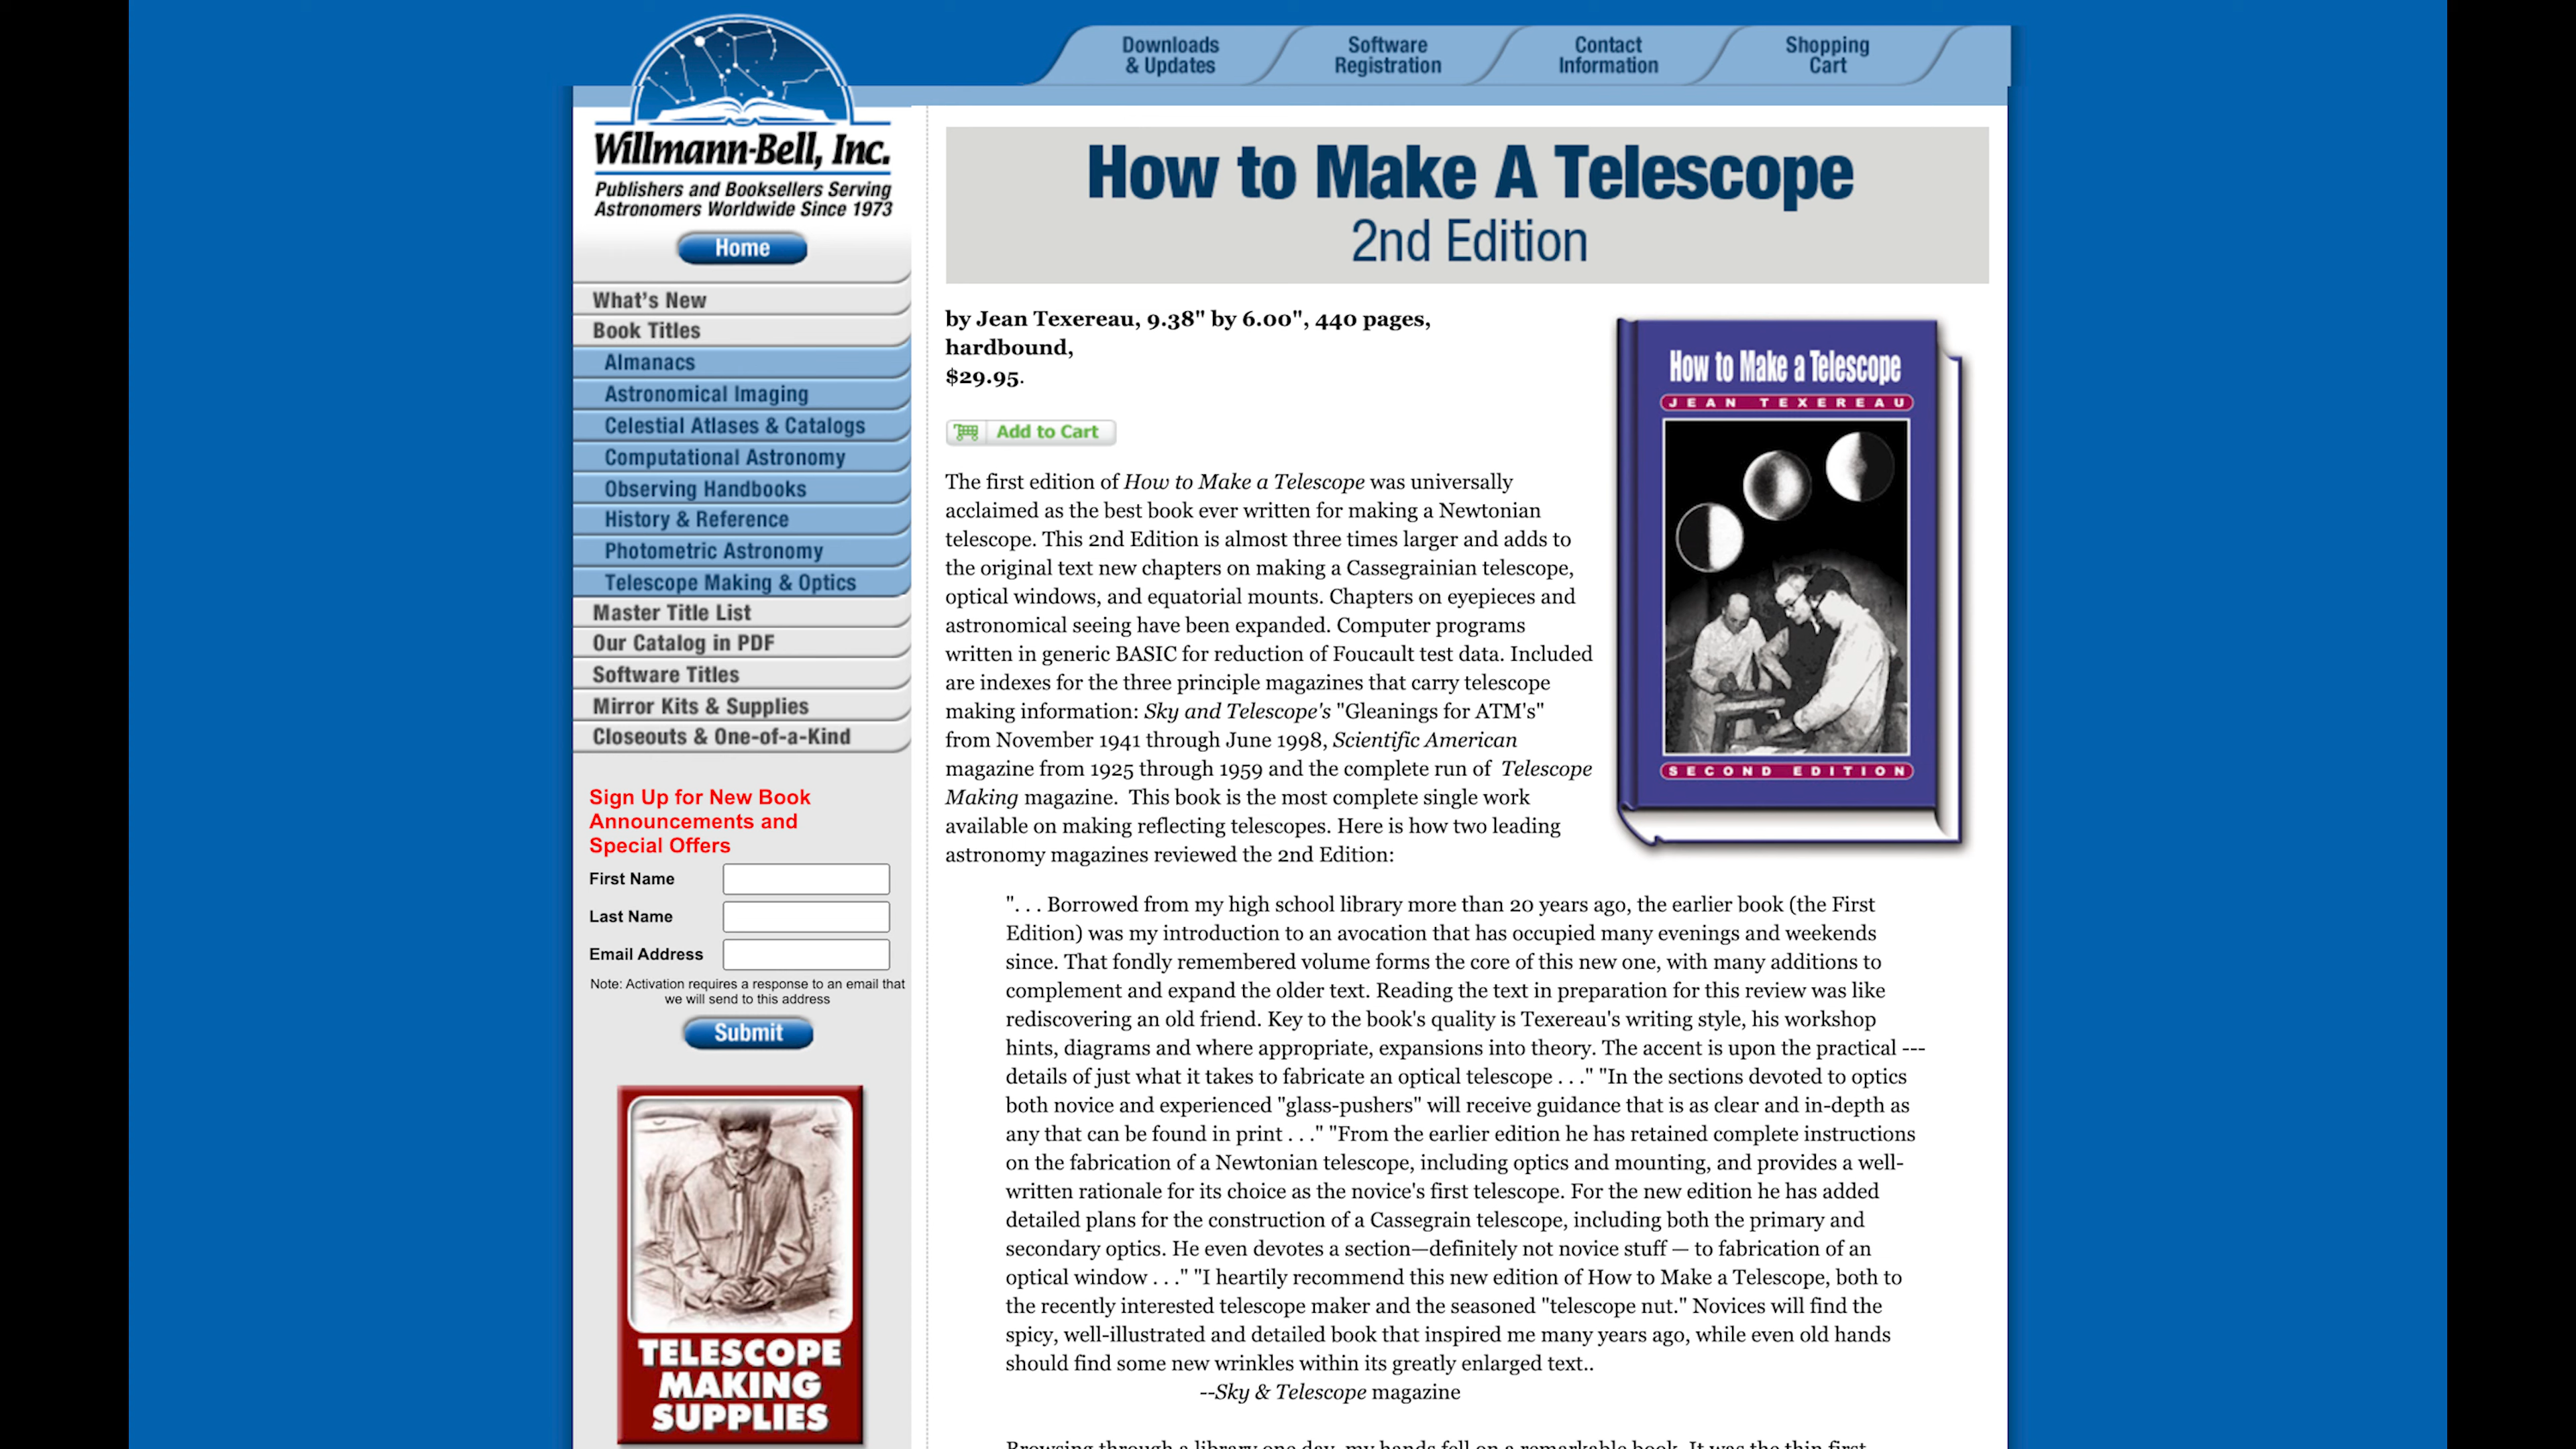 Downloads
& Updates
Software
Registration
Contact
Information
Shopping
Cart
Willmann-Bell, Inc.
Publishers and Booksellers Serving
Astronomers Worldwide Since 1973
Home
What's New
Book Titles
Almanacs
Astronomical Imaging
Celestial Atlases & Catalogs
Computational Astronomy
Observing Handbooks
History & Reference
Photometric Astronomy
Telescope Making & Optics
Master Title List
Our Catalog in PDF
Software Titles
Mirror Kits & Supplies
Closeouts & One-of-a-Kind
Sign Up for New Book
Announcements and
Special Offers
First Name
Last Name
Email Address
Note: Activation requires a response to an email that
we will send to this address
Submit
TELESCOPE
MAKING
SUPPLIES
How to Make A Telescope
2nd Edition
by Jean Texereau, 9.38" by 6.00", 440 pages,
hardbound,
$29.95.
Add to Cart
How to Make a Telescope
JEAN TEXEREAU
SECOND EDITION
The first edition of How to Make a Telescope was universally
acclaimed as the best book ever written for making a Newtonian
telescope. This 2nd Edition is almost three times larger and adds to
the original text new chapters on making a Cassegrainian telescope,
optical windows, and equatorial mounts. Chapters on eyepieces and
astronomical seeing have been expanded. Computer programs
written in generic BASIC for reduction of Foucault test data. Included
are indexes for the three principle magazines that carry telescope
making information: Sky and Telescope's "Gleanings for ATM's"
from November 1941 through June 1998, Scientific American
magazine from 1925 through 1959 and the complete run of Telescope
Making magazine. This book is the most complete single work
available on making reflecting telescopes. Here is how two leading
astronomy magazines reviewed the 2nd Edition:
". . . Borrowed from my high school library more than 20 years ago, the earlier book (the First
Edition) was my introduction to an avocation that has occupied many evenings and weekends
since. That fondly remembered volume forms the core of this new one, with many additions to
complement and expand the older text. Reading the text in preparation for this review was like
rediscovering an old friend. Key to the book's quality is Texereau's writing style, his workshop
hints, diagrams and where appropriate, expansions into theory. The accent is upon the practical ---
details of just what it takes to fabricate an optical telescope . . ." "In the sections devoted to optics
both novice and experienced "glass-pushers" will receive guidance that is as clear and in-depth as
any that can be found in print . . ." "From the earlier edition he has retained complete instructions
on the fabrication of a Newtonian telescope, including optics and mounting, and provides a well-
written rationale for its choice as the novice's first telescope. For the new edition he has added
detailed plans for the construction of a Cassegrain telescope, including both the primary and
secondary optics. He even devotes a section—definitely not novice stuff — to fabrication of an
optical window . . ." "I heartily recommend this new edition of How to Make a Telescope, both to
the recently interested telescope maker and the seasoned "telescope nut." Novices will find the
spicy, well-illustrated and detailed book that inspired me many years ago, while even old hands
should find some new wrinkles within its greatly enlarged text..
--Sky & Telescope magazine
Browsing through a library one day, my hands fell on a remarkable book. It was the thin first